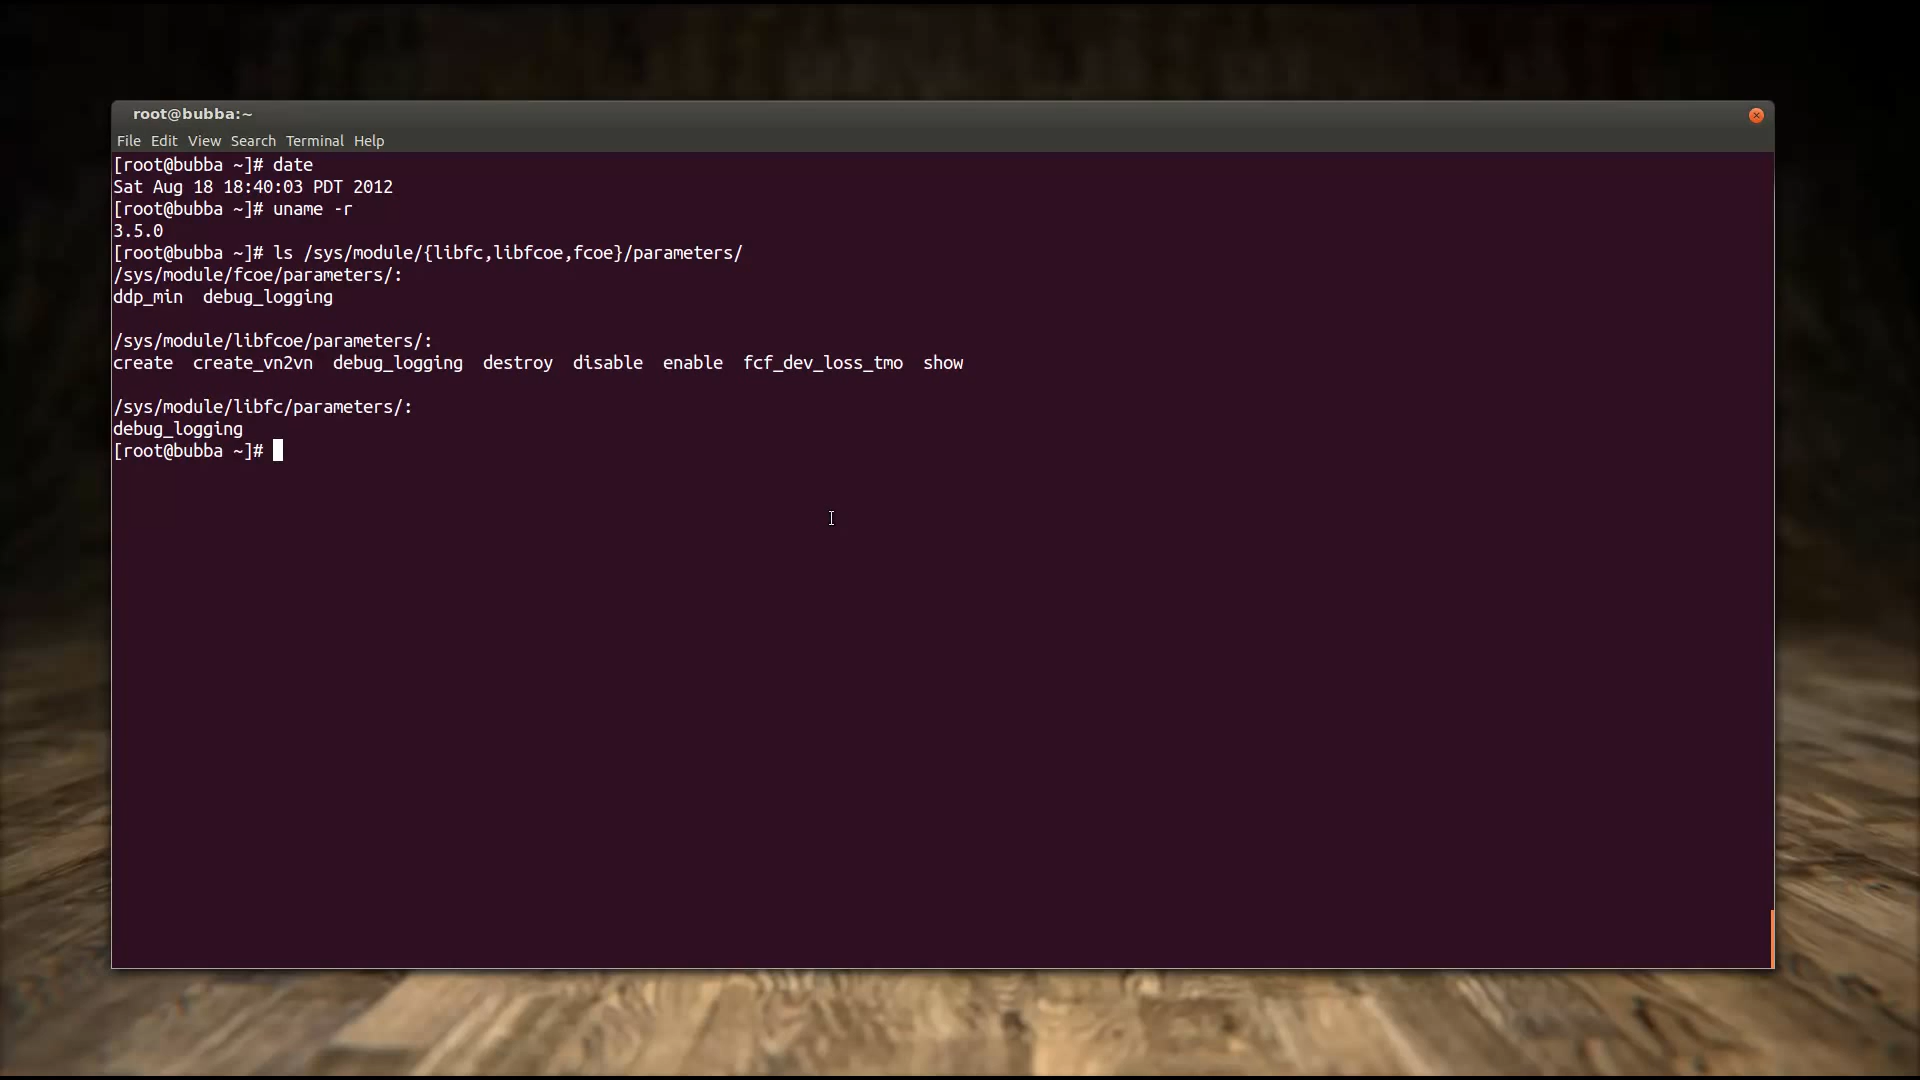 root@bubba:~
File Edit View Search Terminal Help
[root@bubba ~]# date
Sat Aug 18 18:40:03 PDT 2012
[root@bubba ~]# uname -r
3.5.0
[root@bubba ~]# ls /sys/module/{libfc,libfcoe,fcoe}/parameters/
/sys/module/fcoe/parameters/:
ddp_min  debug_logging

/sys/module/libfcoe/parameters/:
create  create_vn2vn  debug_logging  destroy  disable  enable  fcf_dev_loss_tmo  show

/sys/module/libfc/parameters/:
debug_logging
[root@bubba ~]#